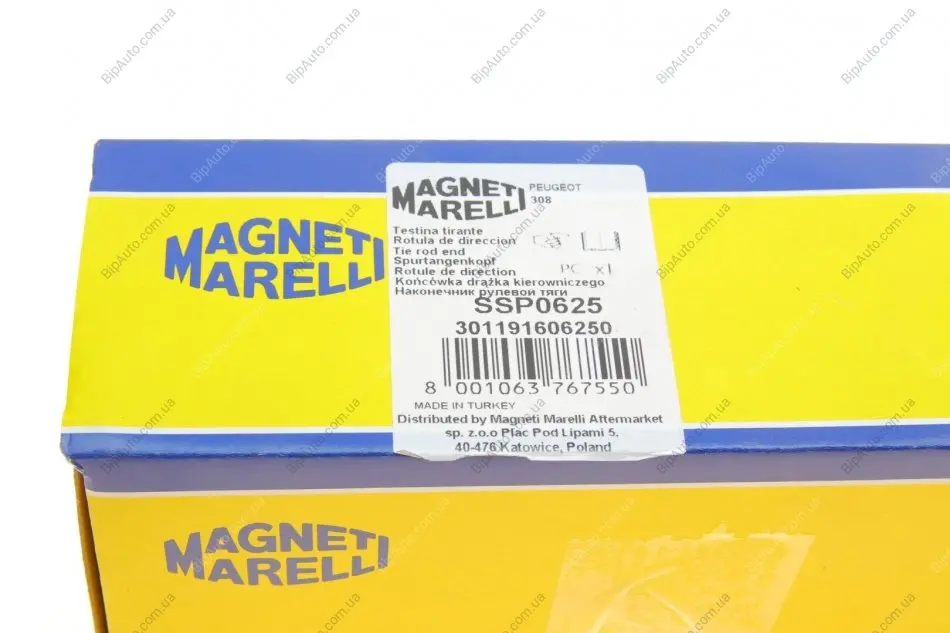 MAGNETI
MARELLI
MAGNETI
MARELLI
PEUGEOT
308
Testina tirante
Rotula de direccion
Tie rod end
Spurtangenkopf
Rotule de direction
PC x1
Końcówka drążka kierowniczego
Наконечник рулевой тяги
SSP0625
301191606250
8 001063 767550
MADE IN TURKEY
Distributed by Magneti Marelli Aftermarket
sp. z.o.o Plac Pod Lipami 5,
40-476 Katowice, Poland
MAGNETI
MARELLI
BipAuto.com.ua